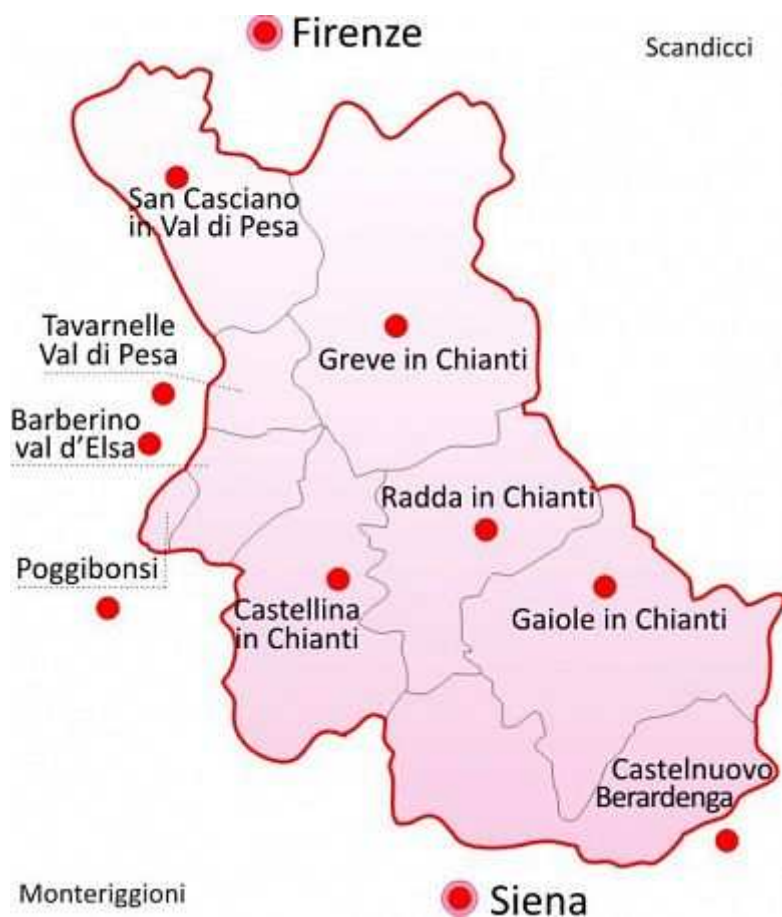 Firenze
Scandicci
San Casciano
in Val di Pesa
Tavarnelle
Val di Pesa
Greve in Chianti
Barberino
val d'Elsa
Radda in Chianti
Poggibonsi
Castellina
in Chianti
Gaiole in Chianti
Castelnuovo
Berardenga
Monteriggioni
Siena